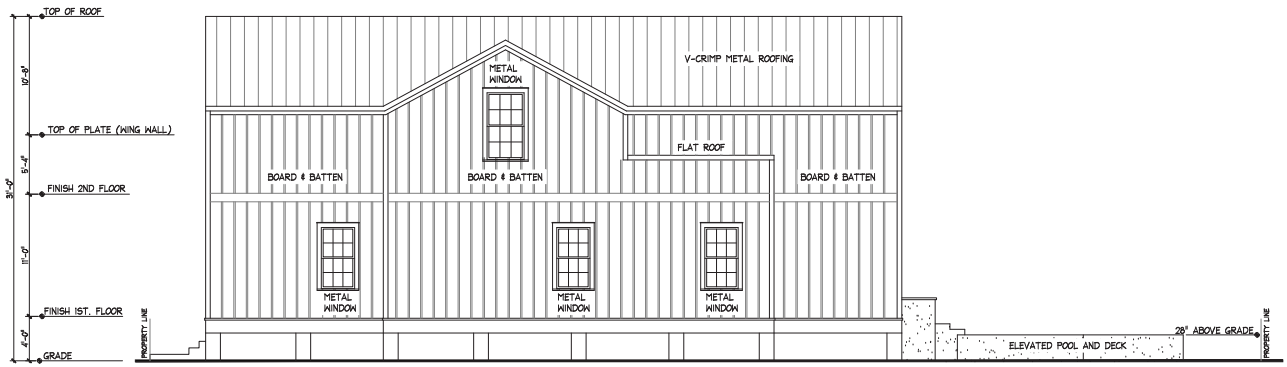 TOP OF ROOF
10'-8"
V-CRIMP METAL ROOFING
METAL
WINDOW
TOP OF PLATE (WING WALL)
5'-4"
FLAT ROOF
BOARD & BATTEN
BOARD & BATTEN
BOARD & BATTEN
31'-0"
FINISH 2ND FLOOR
11'-0"
METAL
WINDOW
METAL
WINDOW
METAL
WINDOW
FINISH 1ST. FLOOR
4'-0"
PROPERTY LINE
PROPERTY LINE
28" ABOVE GRADE
ELEVATED POOL AND DECK
GRADE